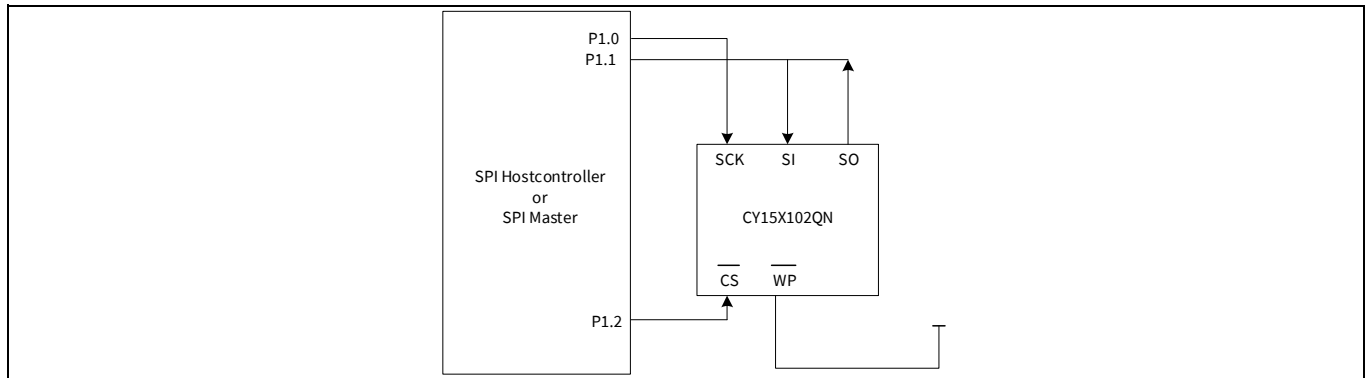 P1.0
P1.1
SCK SI SO
SPI Hostcontroller
or
SPI Master
CY15X102QN
CS WP
P1.2